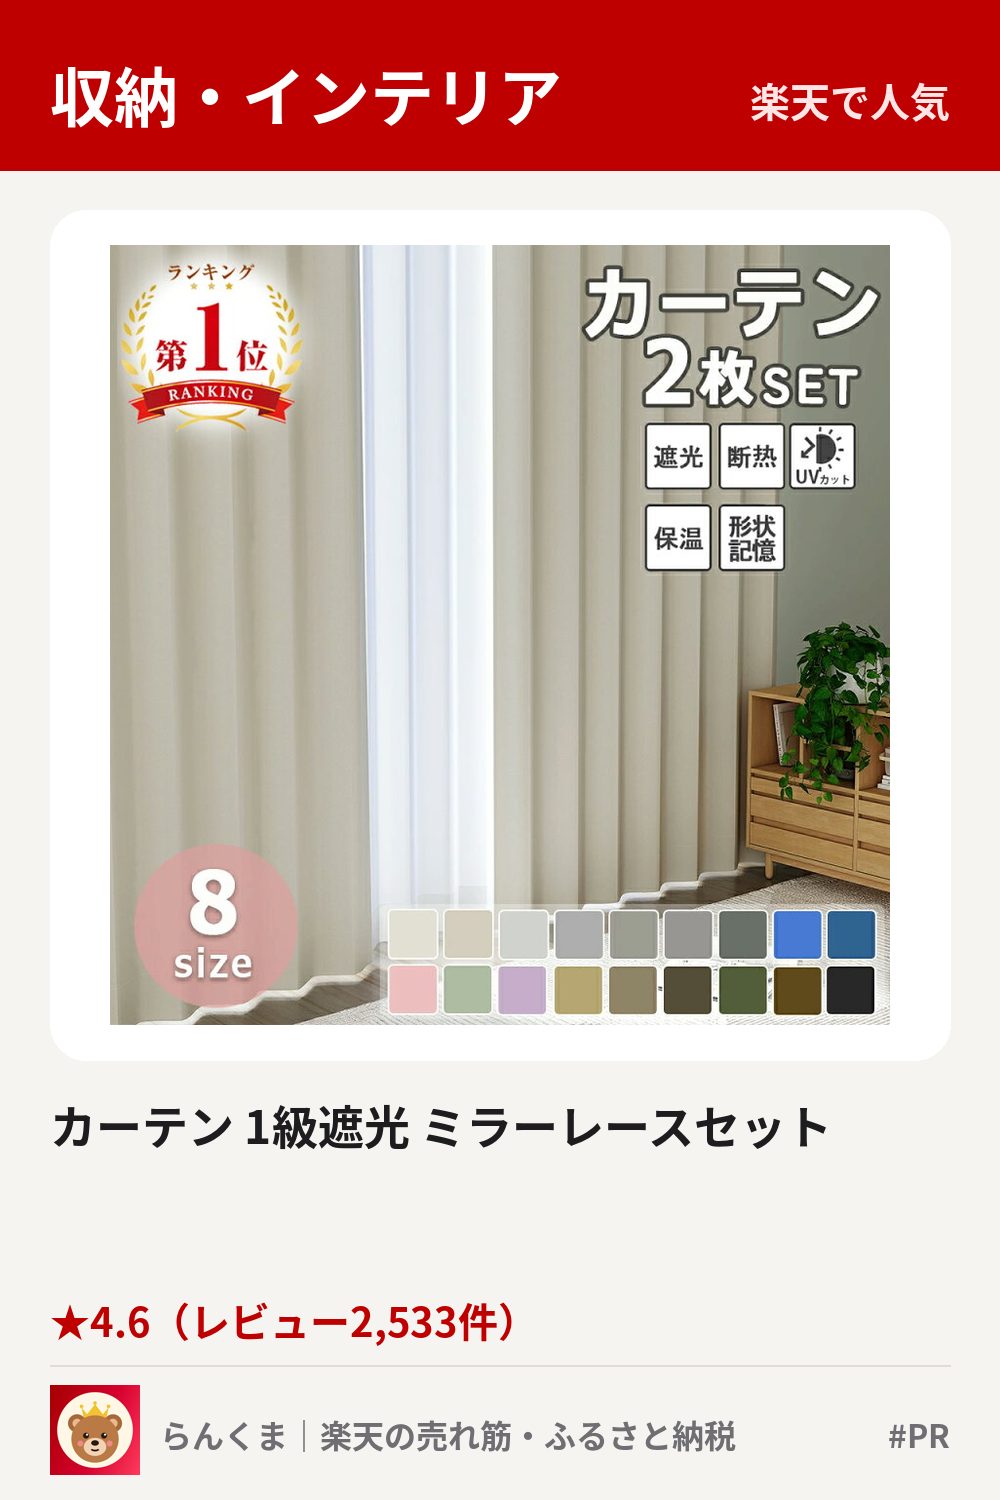 収納・インテリア
楽天で人気
ランキング
第1位
RANKING
カーテン
2枚SET
遮光
断熱
UVカット
保温
形状
記憶
8
size
カーテン 1級遮光 ミラーレースセット
★4.6（レビュー2,533件）
らんくま｜楽天の売れ筋・ふるさと納税
#PR